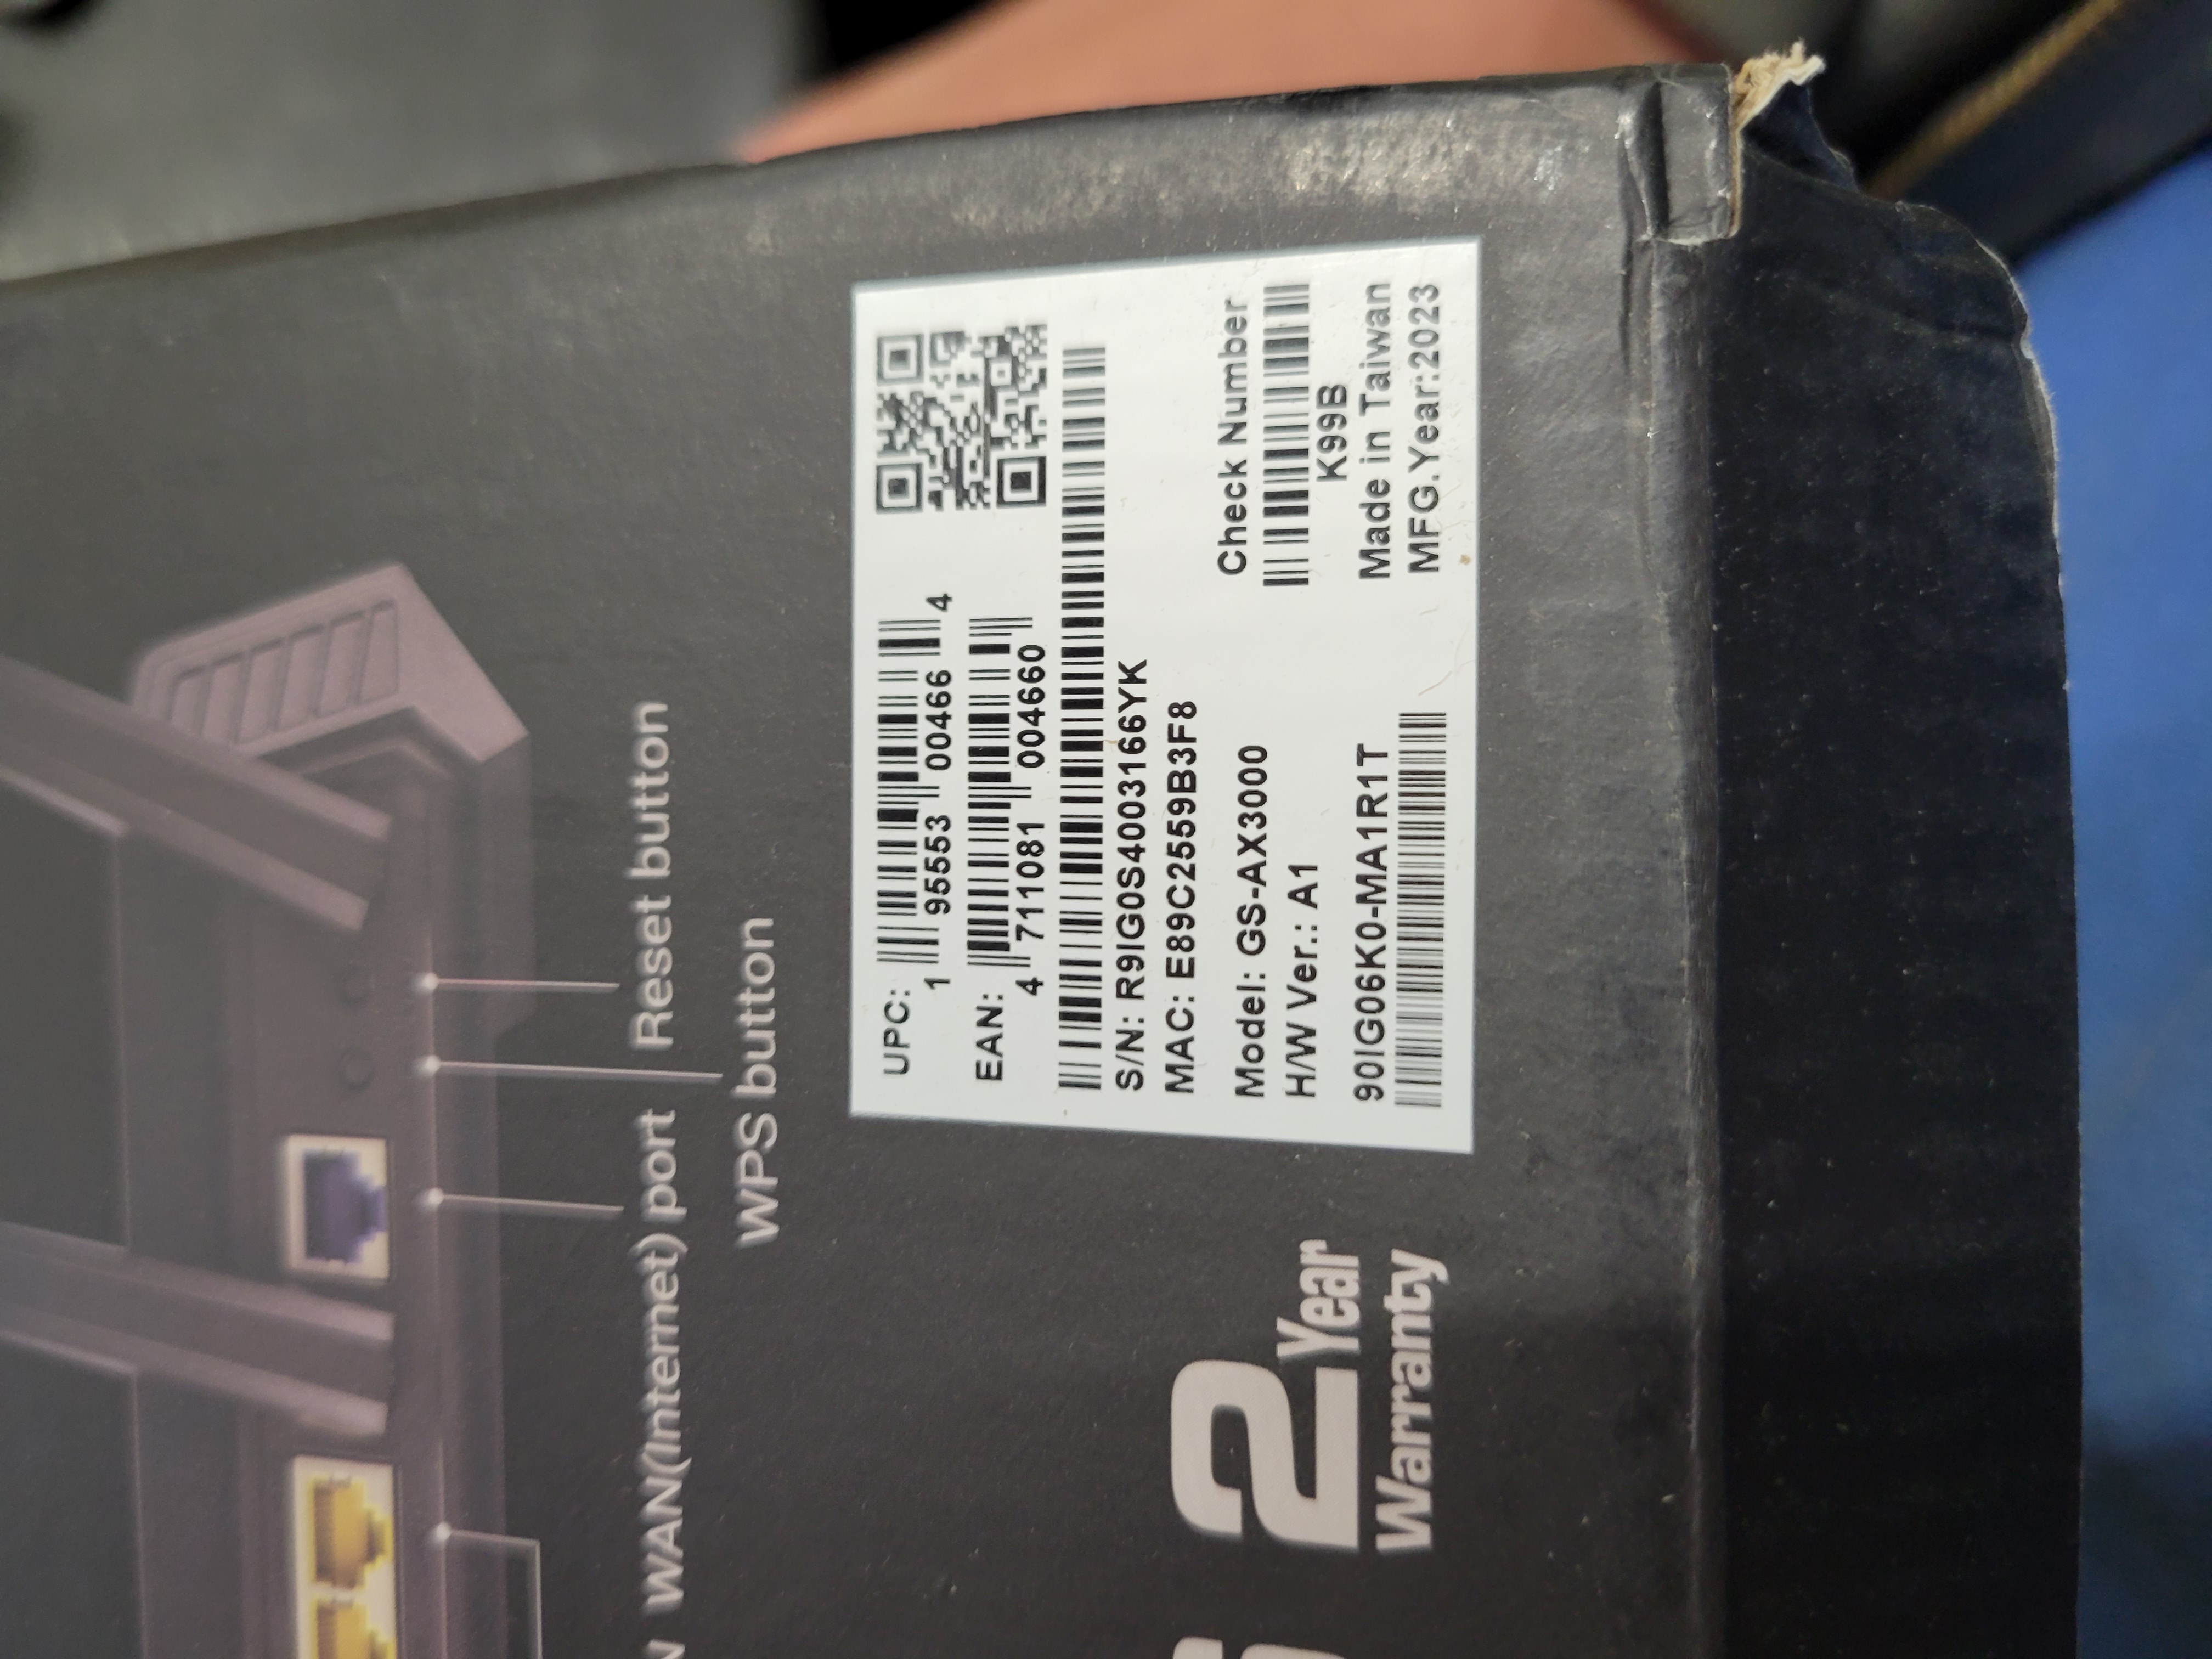 WAN(Internet) port
Reset button
WPS button
2 Year
Warranty
UPC:
1 95553 00466 4
EAN:
4 711081 004660
S/N: R9IG0S4003166YK
MAC: E89C2559B3F8
Model: GS-AX3000
H/W Ver.: A1
90IG06K0-MA1R1T
Check Number
K99B
Made in Taiwan
MFG.Year:2023